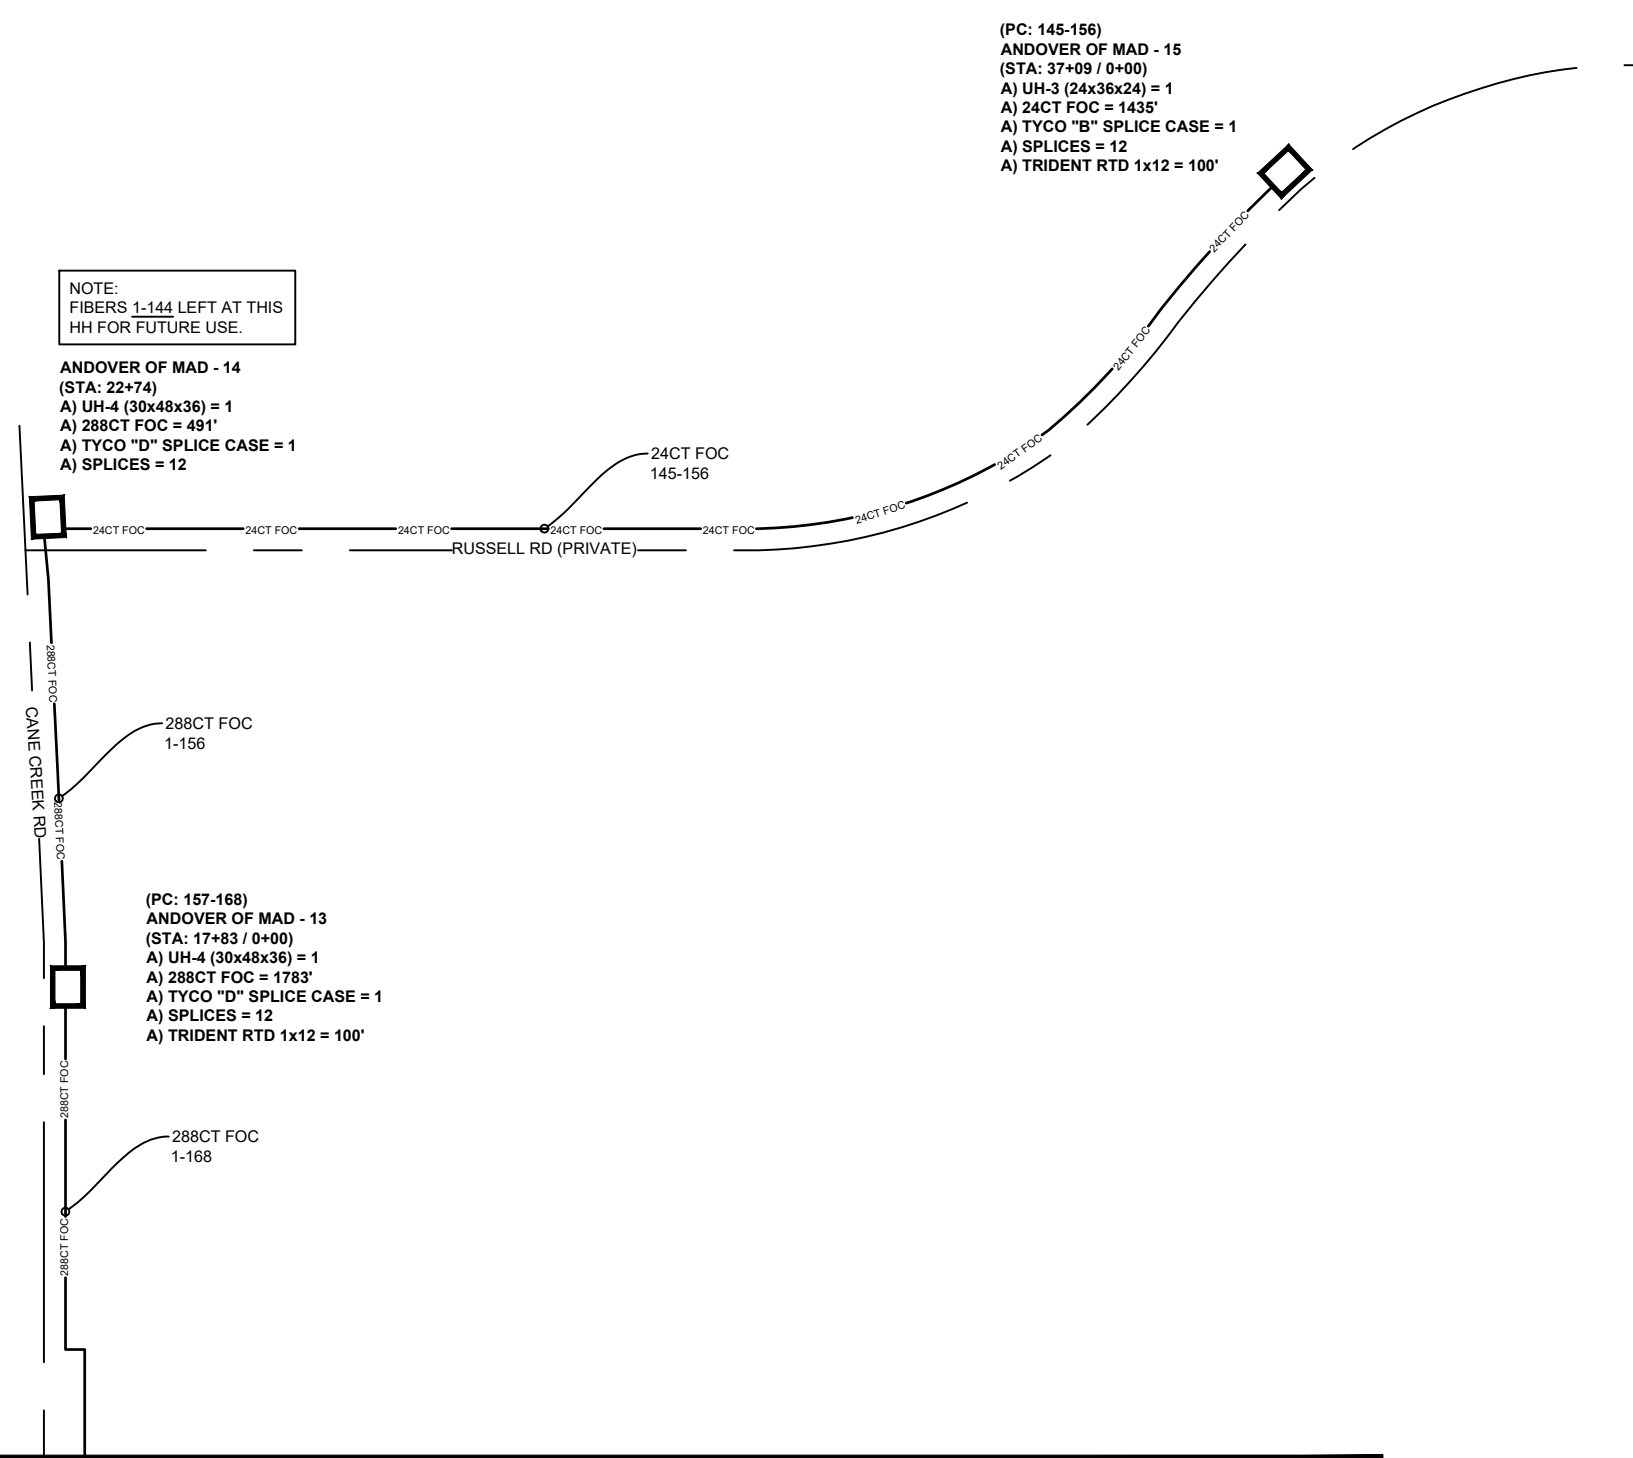 (PC: 145-156)
ANDOVER OF MAD - 15
(STA: 37+09 / 0+00)
A) UH-3 (24x36x24) = 1
A) 24CT FOC = 1435'
A) TYCO "B" SPLICE CASE = 1
A) SPLICES = 12
A) TRIDENT RTD 1x12 = 100'
24CT FOC
NOTE:
FIBERS 1-144 LEFT AT THIS
HH FOR FUTURE USE.
24CT FOC
ANDOVER OF MAD - 14
(STA: 22+74)
A) UH-4 (30x48x36) = 1
A) 288CT FOC = 491'
A) TYCO "D" SPLICE CASE = 1
A) SPLICES = 12
24CT FOC
24CT FOC
145-156
24CT FOC
24CT FOC
24CT FOC
24CT FOC
24CT FOC
24CT FOC
RUSSELL RD (PRIVATE)
288CT FOC
CANE CREEK RD
288CT FOC
1-156
288CT FOC
(PC: 157-168)
ANDOVER OF MAD - 13
(STA: 17+83 / 0+00)
A) UH-4 (30x48x36) = 1
A) 288CT FOC = 1783'
A) TYCO "D" SPLICE CASE = 1
A) SPLICES = 12
A) TRIDENT RTD 1x12 = 100'
288CT FOC
288CT FOC
1-168
288CT FOC